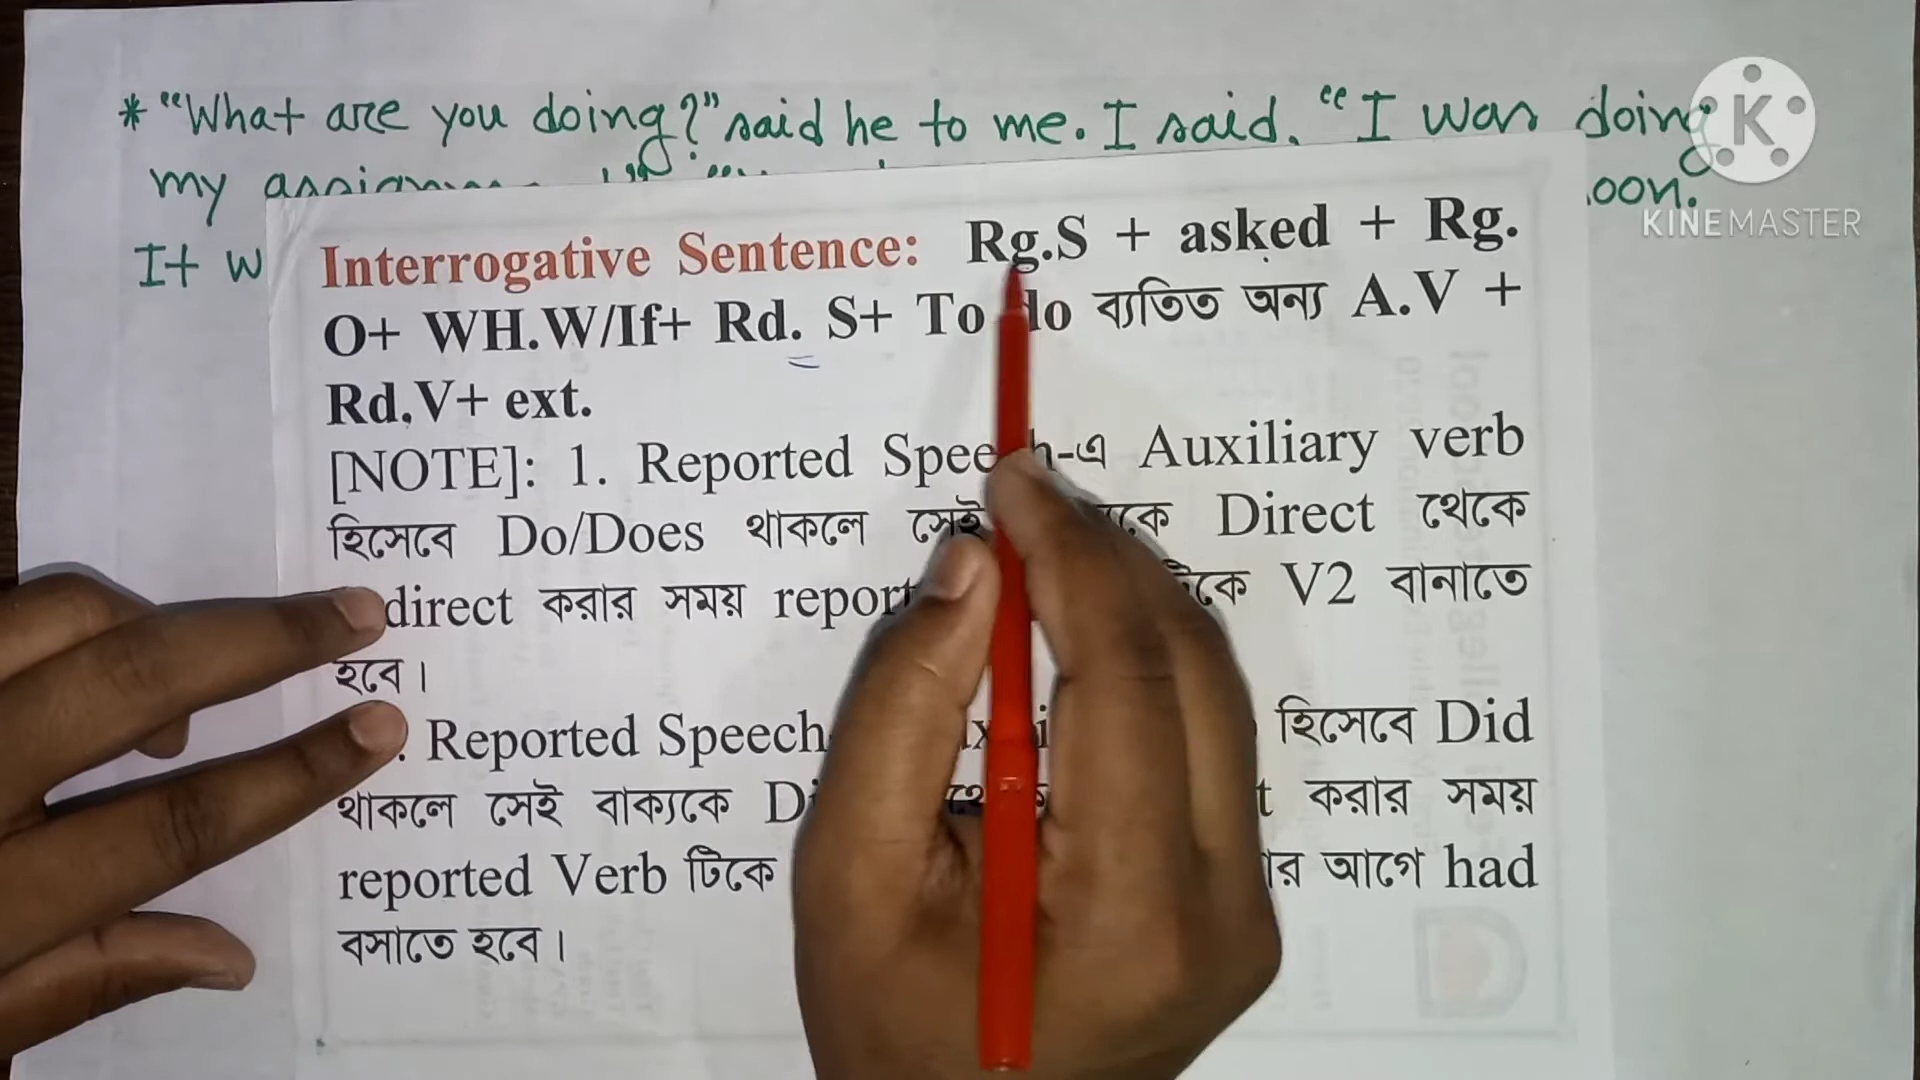 * "What are you doing?" said he to me. I said, "I was doing
my oon.
It w
Interrogative Sentence: Rg.S + asked + Rg.
O+ WH.W/If+ Rd. S+ To do ব্যতিত অন্য A.V +
Rd.V+ ext.
[NOTE]: 1. Reported Speech-এ Auxiliary verb
হিসেবে Do/Does থাকলে সেই Direct থেকে
direct করার সময় report V2 বানাতে
হবে।
Reported Speech হিসেবে Did
থাকলে সেই বাক্যকে করার সময়
reported Verb টিকে আগে had
বসাতে হবে।
KINEMASTER